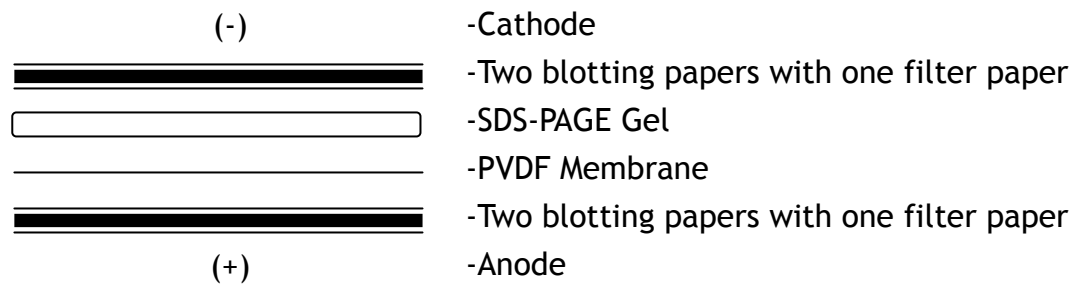 (-) -Cathode
-Two blotting papers with one filter paper
-SDS-PAGE Gel
-PVDF Membrane
-Two blotting papers with one filter paper
(+) -Anode